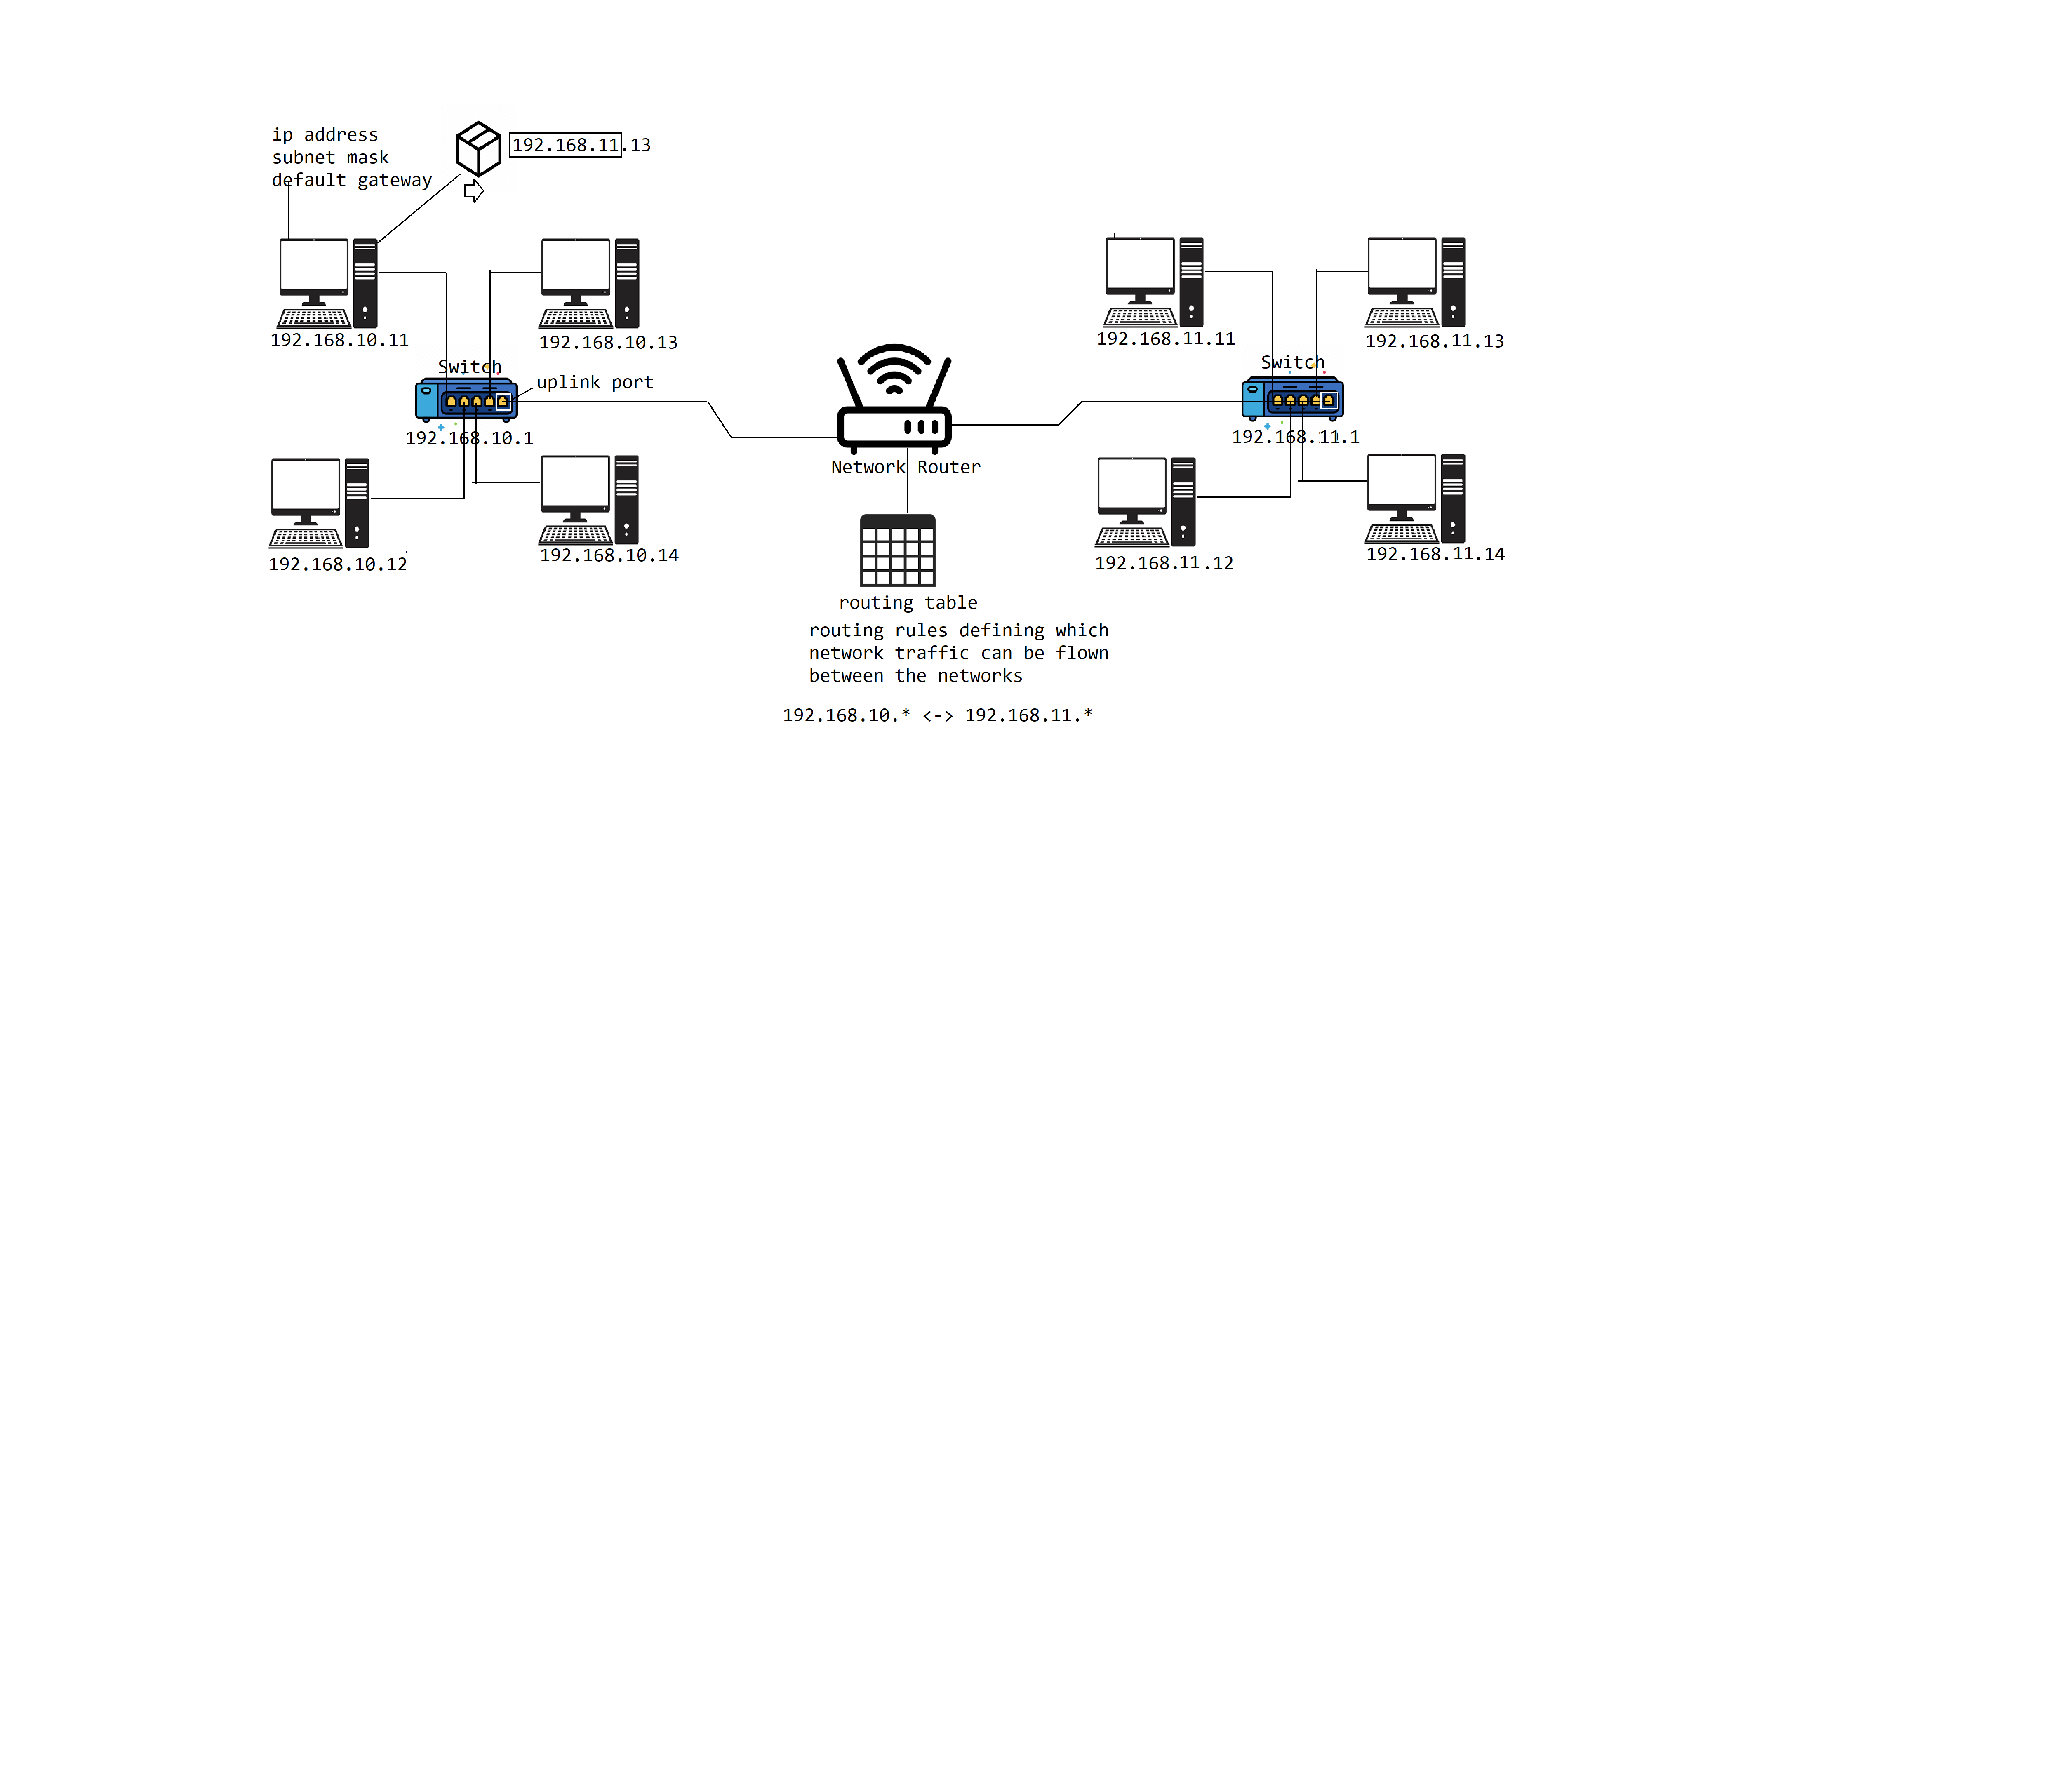 ip address
subnet mask
default gateway
192.168.11.13
192.168.10.11
192.168.10.13
Switch
uplink port
192.168.10.1
192.168.10.12
192.168.10.14
Network Router
routing table
routing rules defining which
network traffic can be flown
between the networks
192.168.10.* <-> 192.168.11.*
192.168.11.11
192.168.11.13
Switch
192.168.11.1
192.168.11.12
192.168.11.14